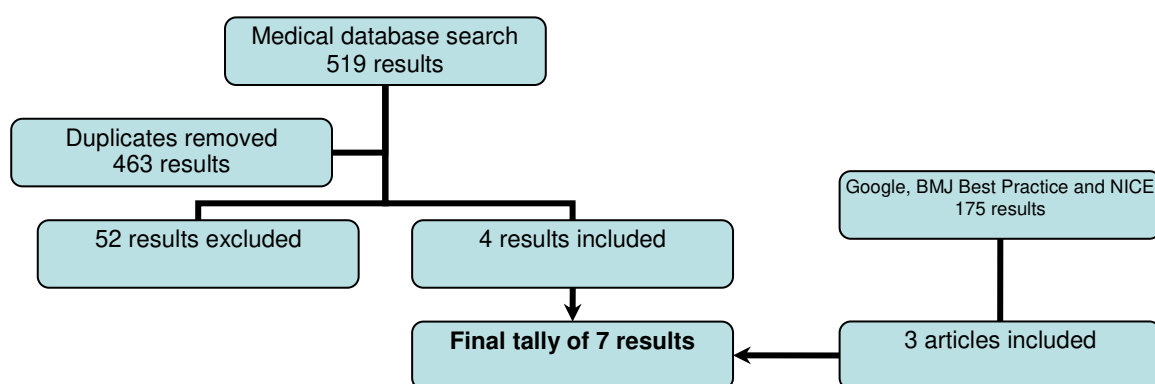 Medical database search
519 results
Duplicates removed
463 results
Google, BMJ Best Practice and NICE
175 results
52 results excluded
4 results included
Final tally of 7 results
3 articles included